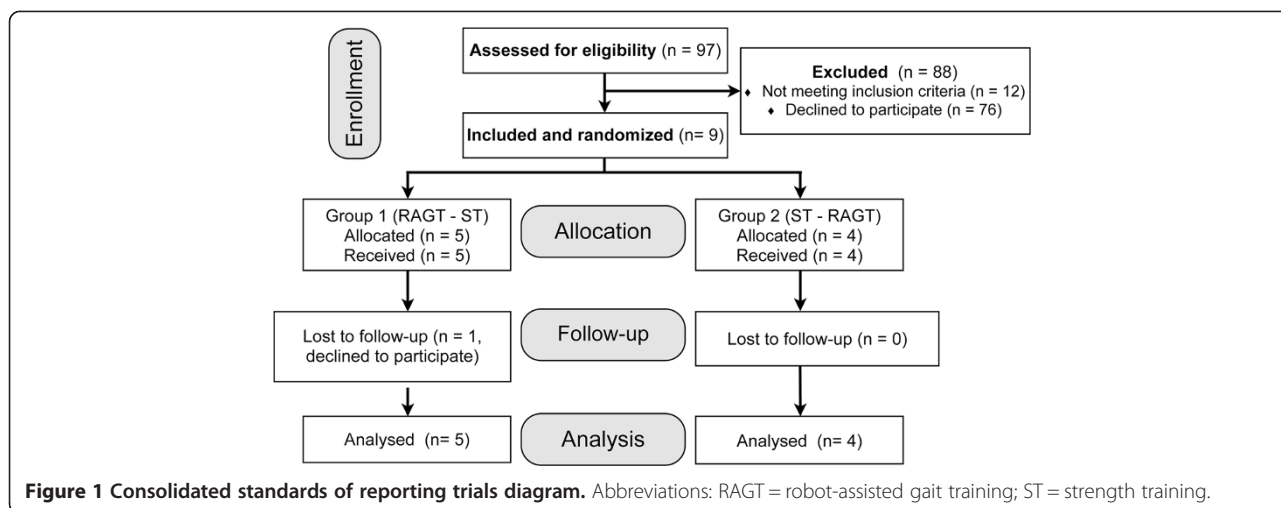 Enrollment
Assessed for eligibility (n = 97)
Excluded (n = 88)
♦ Not meeting inclusion criteria (n = 12)
♦ Declined to participate (n = 76)
Included and randomized (n= 9)
Allocation
Group 1 (RAGT - ST)
Allocated (n = 5)
Received (n = 5)
Group 2 (ST - RAGT)
Allocated (n = 4)
Received (n = 4)
Follow-up
Lost to follow-up (n = 1,
declined to participate)
Lost to follow-up (n = 0)
Analysis
Analysed (n= 5)
Analysed (n= 4)
Figure 1 Consolidated standards of reporting trials diagram. Abbreviations: RAGT = robot-assisted gait training; ST = strength training.